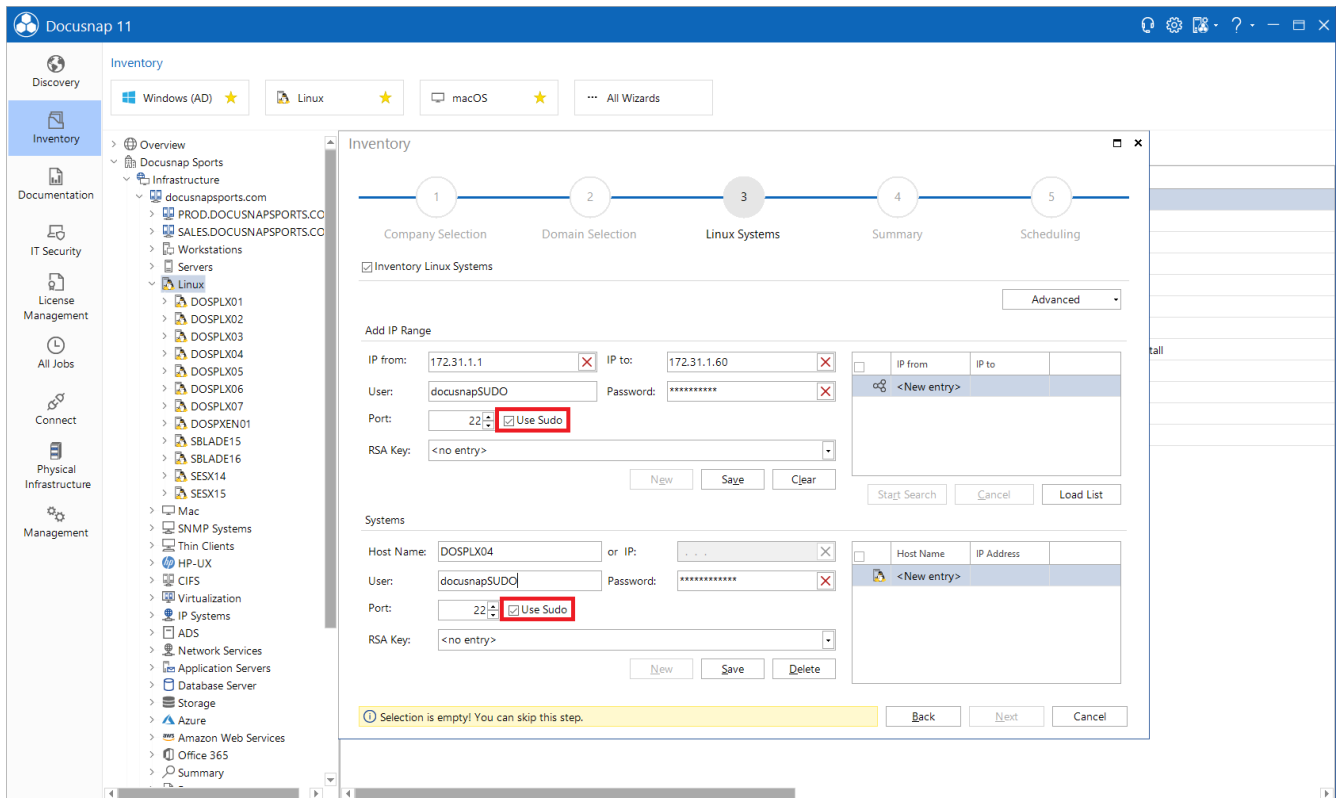 Docusnap 11
?
Discovery
Inventory
Documentation
IT Security
License
Management
All Jobs
Connect
Physical
Infrastructure
Management
Inventory
Windows (AD)
Linux
macOS
··· All Wizards
Overview
Docusnap Sports
Infrastructure
docusnapsports.com
PROD.DOCUSNAPSPORTS.CO
SALES.DOCUSNAPSPORTS.CO
Workstations
Servers
Linux
DOSPLX01
DOSPLX02
DOSPLX03
DOSPLX04
DOSPLX05
DOSPLX06
DOSPLX07
DOSPXEN01
SBLADE15
SBLADE16
SESX14
SESX15
Mac
SNMP Systems
Thin Clients
HP-UX
CIFS
Virtualization
IP Systems
ADS
Network Services
Application Servers
Database Server
Storage
Azure
aws Amazon Web Services
Office 365
Summary
Inventory
1 2 3 4 5
Company Selection Domain Selection Linux Systems Summary Scheduling
Inventory Linux Systems
Advanced
Add IP Range
IP from: 172.31.1.1 IP to: 172.31.1.60
User: docusnapSUDO Password: **********
Port: 22 Use Sudo
RSA Key: <no entry>
New Save Clear
IP from IP to
<New entry>
Start Search Cancel Load List
Systems
Host Name: DOSPLX04 or IP: . . .
User: docusnapSUDO Password: ************
Port: 22 Use Sudo
RSA Key: <no entry>
New Save Delete
Host Name IP Address
<New entry>
Selection is empty! You can skip this step.
Back Next Cancel
tall